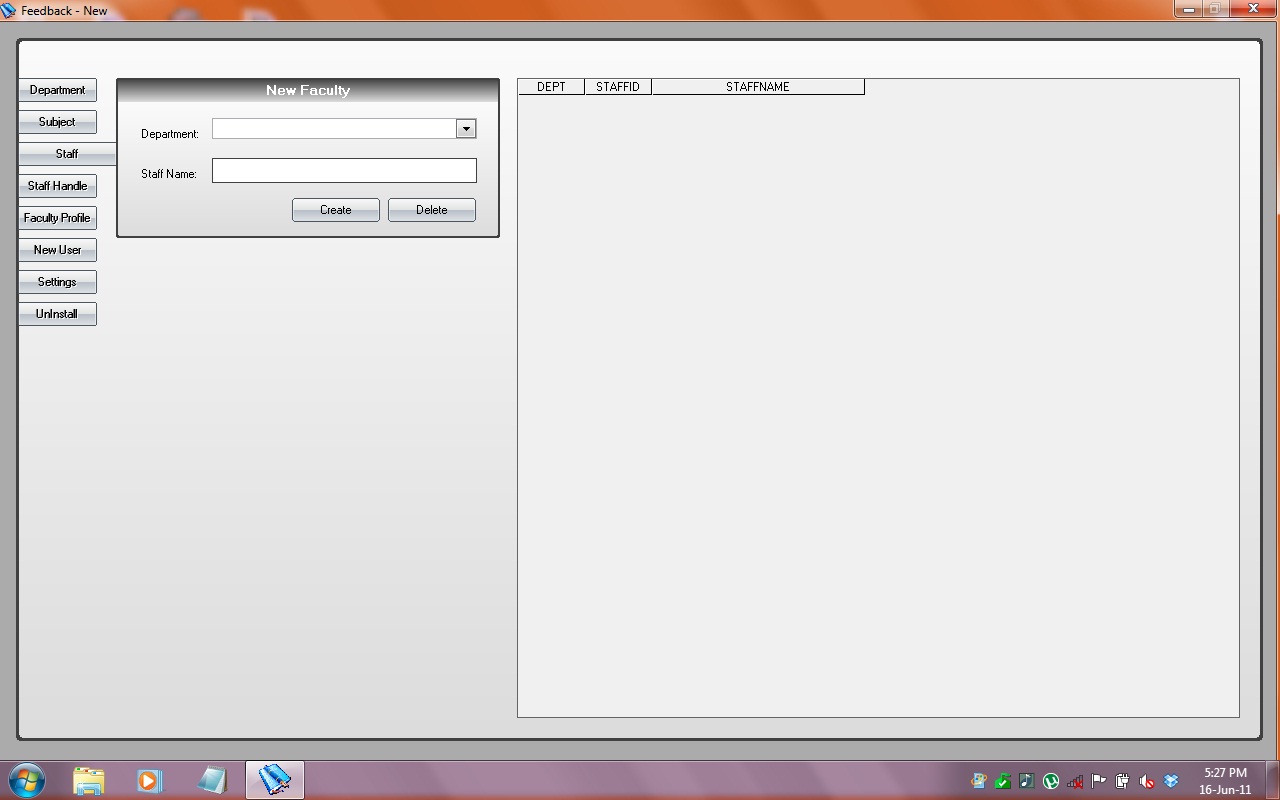 Feedback - New
Department
Subject
Staff
Staff Handle
Faculty Profile
New User
Settings
UnInstall
New Faculty
Department:
Staff Name:
Create
Delete
DEPT STAFFID STAFFNAME
5:27 PM
16-Jun-11